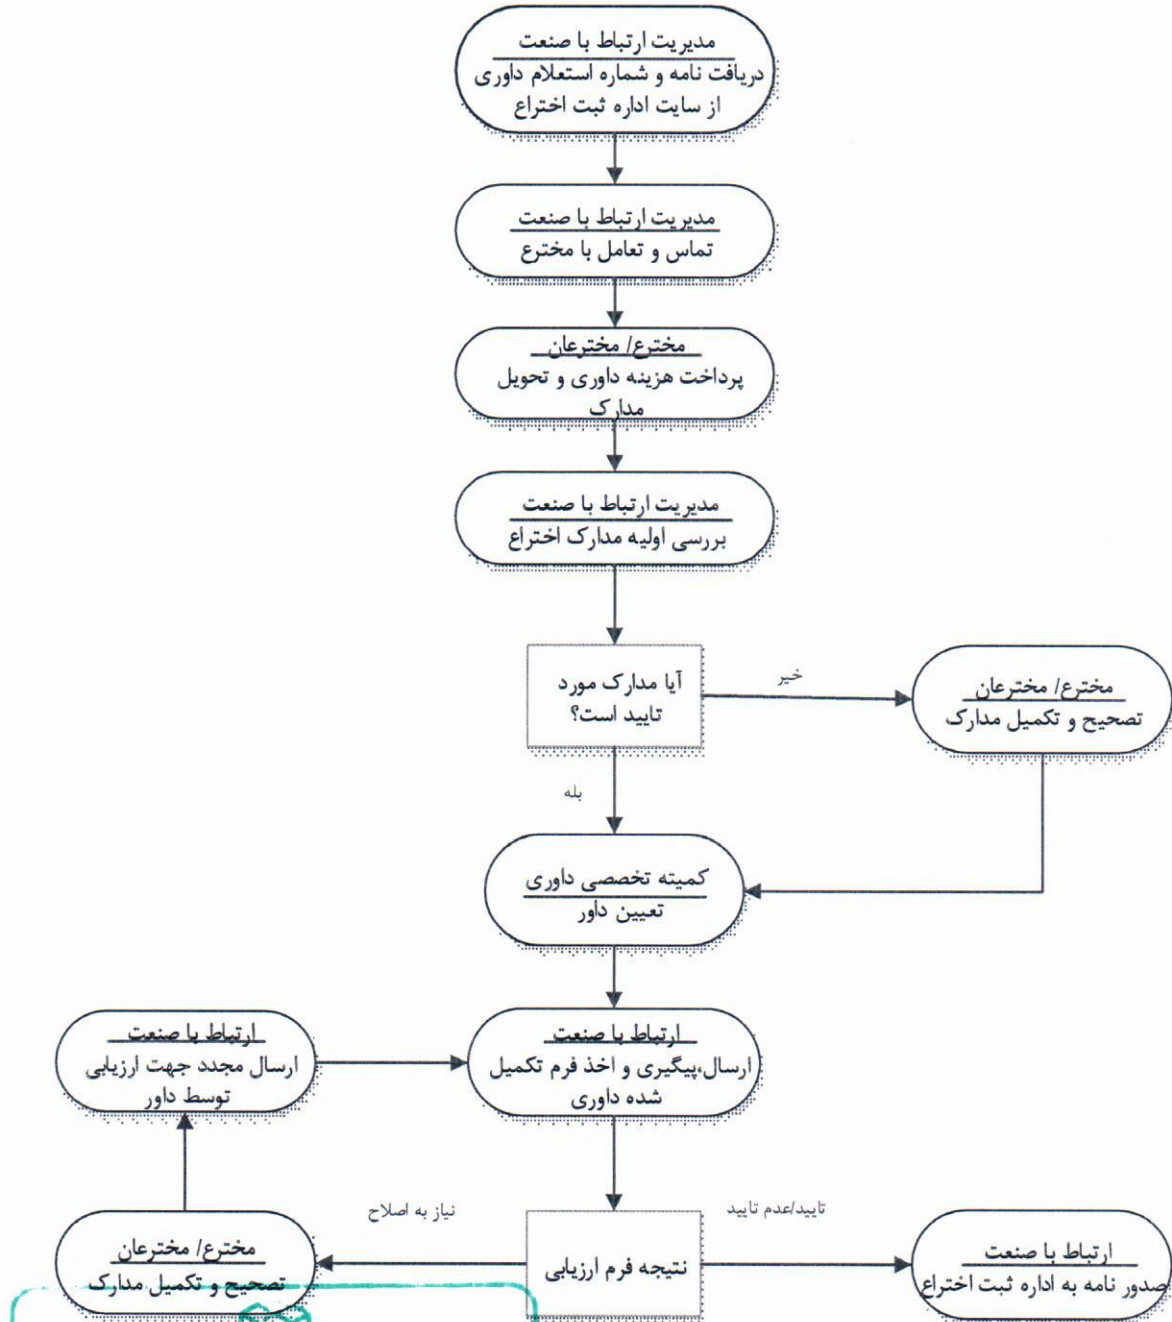 مدیریت ارتباط با صنعت
دریافت نامه و شماره استعلام داوری
از سایت اداره ثبت اختراع
مدیریت ارتباط با صنعت
تماس و تعامل با مخترع
مخترع/ مخترعان
پرداخت هزینه داوری و تحویل
مدارک
مدیریت ارتباط با صنعت
بررسی اولیه مدارک اختراع
آیا مدارک مورد
تایید است؟
خیر
مخترع/ مخترعان
تصحیح و تکمیل مدارک
بله
کمیته تخصصی داوری
تعیین داور
ارتباط با صنعت
ارسال،پیگیری و اخذ فرم تکمیل
شده داوری
ارتباط با صنعت
ارسال مجدد جهت ارزیابی
توسط داور
تایید/عدم تایید
نیاز به اصلاح
ارتباط با صنعت
صدور نامه به اداره ثبت اختراع
نتیجه فرم ارزیابی
مخترع/ مخترعان
تصحیح و تکمیل مدارک